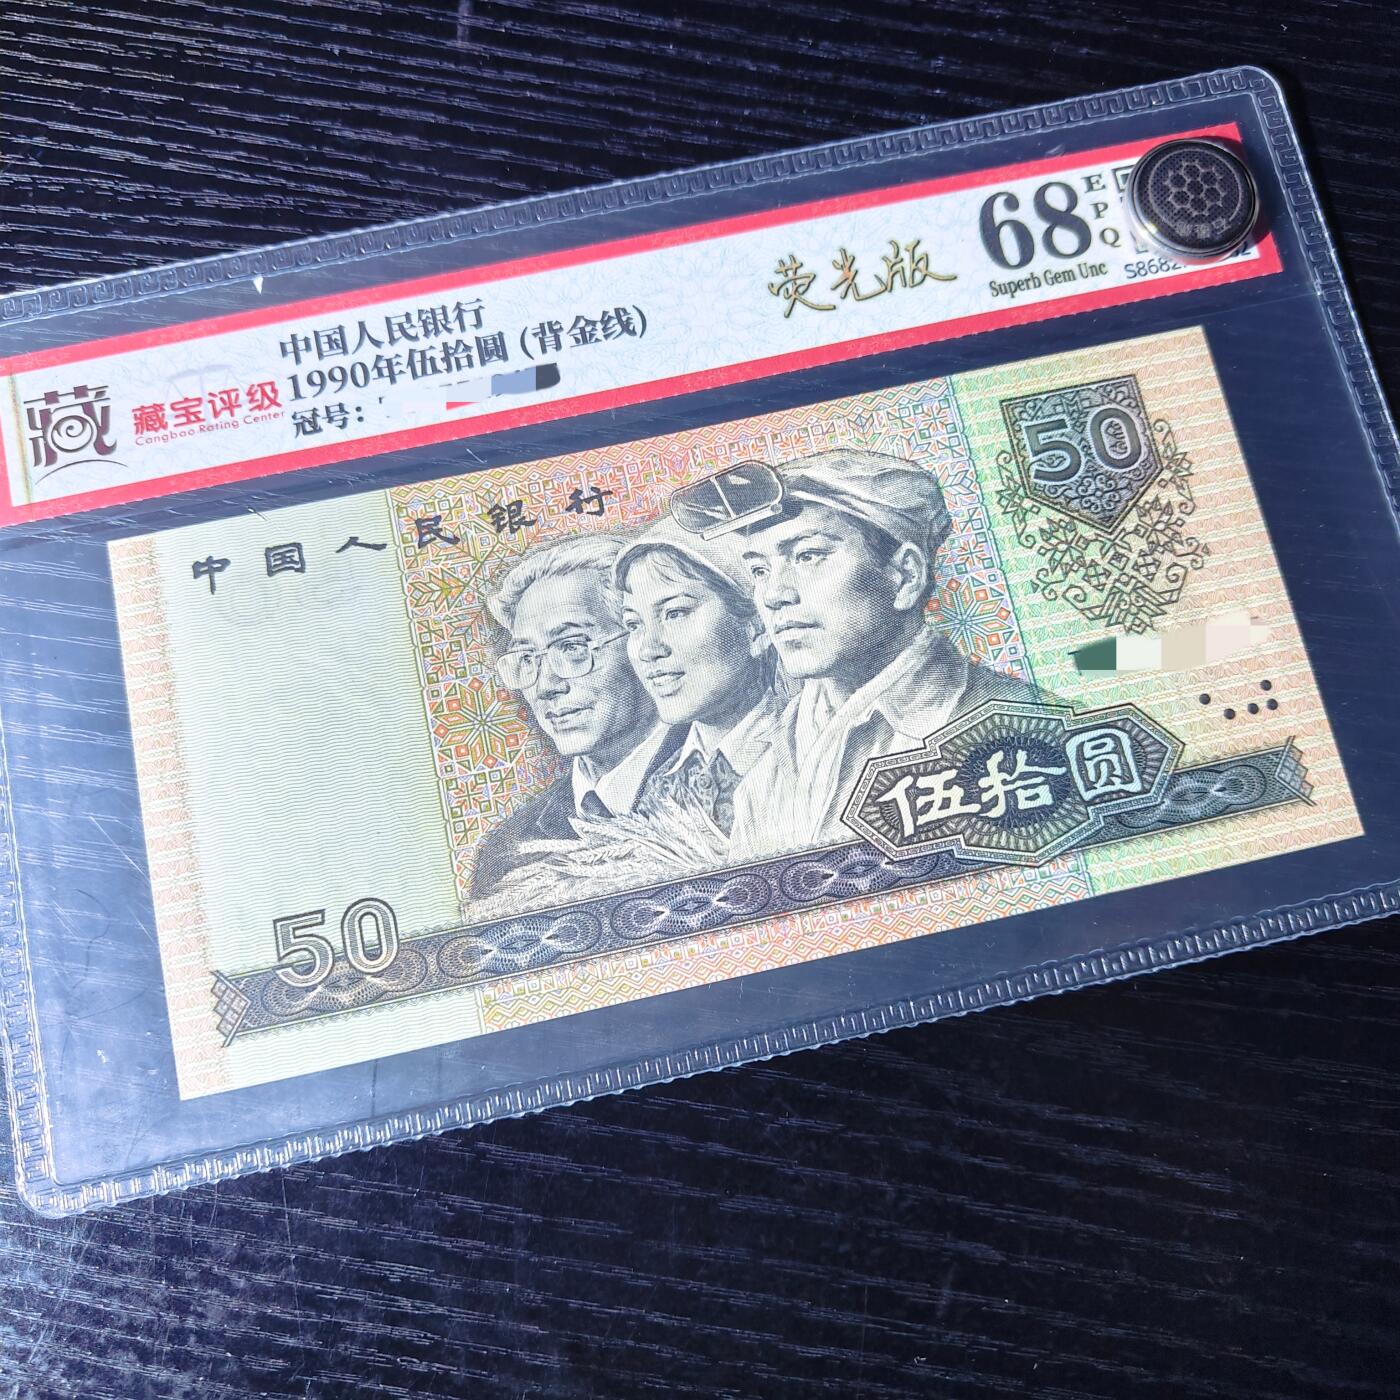 藏
藏宝评级
Cangbao Rating Center
中国人民银行
1990年伍拾圆 (背金线)
冠号：
荧光版
68
E
P
Q
Superb Gem Unc
中国人民银行
50
伍拾圆
50